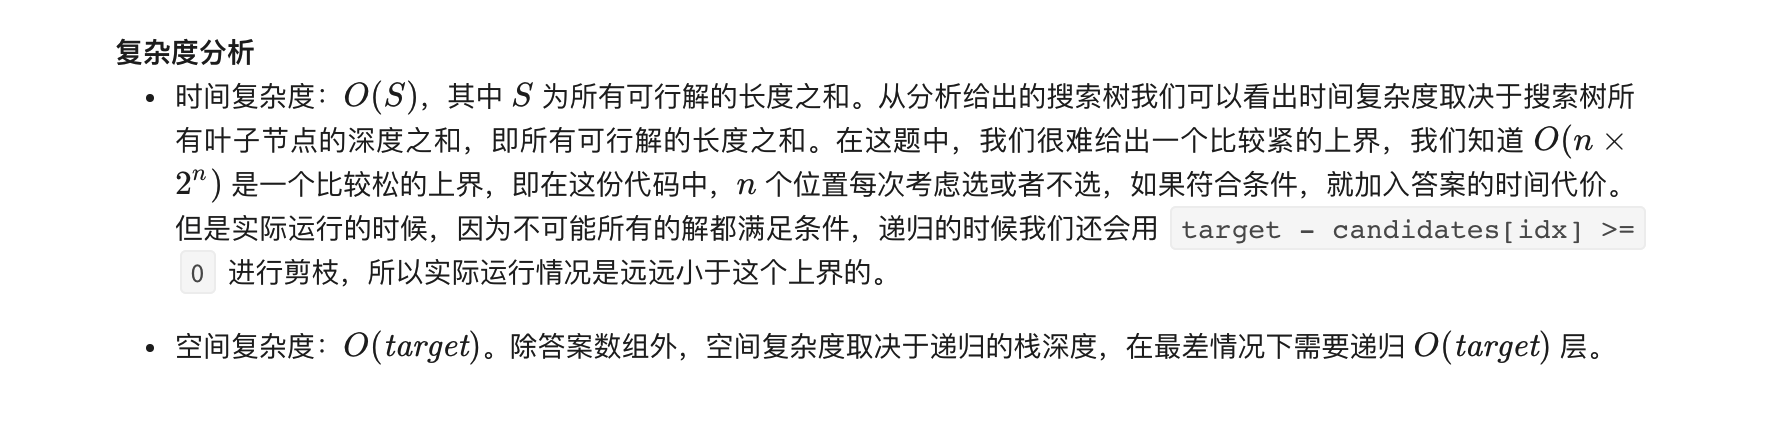 复杂度分析
• 时间复杂度：O(S)，其中 S 为所有可行解的长度之和。从分析给出的搜索树我们可以看出时间复杂度取决于搜索树所
有叶子节点的深度之和，即所有可行解的长度之和。在这题中，我们很难给出一个比较紧的上界，我们知道 O(n ×
2ⁿ) 是一个比较松的上界，即在这份代码中，n 个位置每次考虑选或者不选，如果符合条件，就加入答案的时间代价。
但是实际运行的时候，因为不可能所有的解都满足条件，递归的时候我们还会用 target - candidates[idx] >=
0 进行剪枝，所以实际运行情况是远远小于这个上界的。
• 空间复杂度：O(target)。除答案数组外，空间复杂度取决于递归的栈深度，在最差情况下需要递归 O(target) 层。